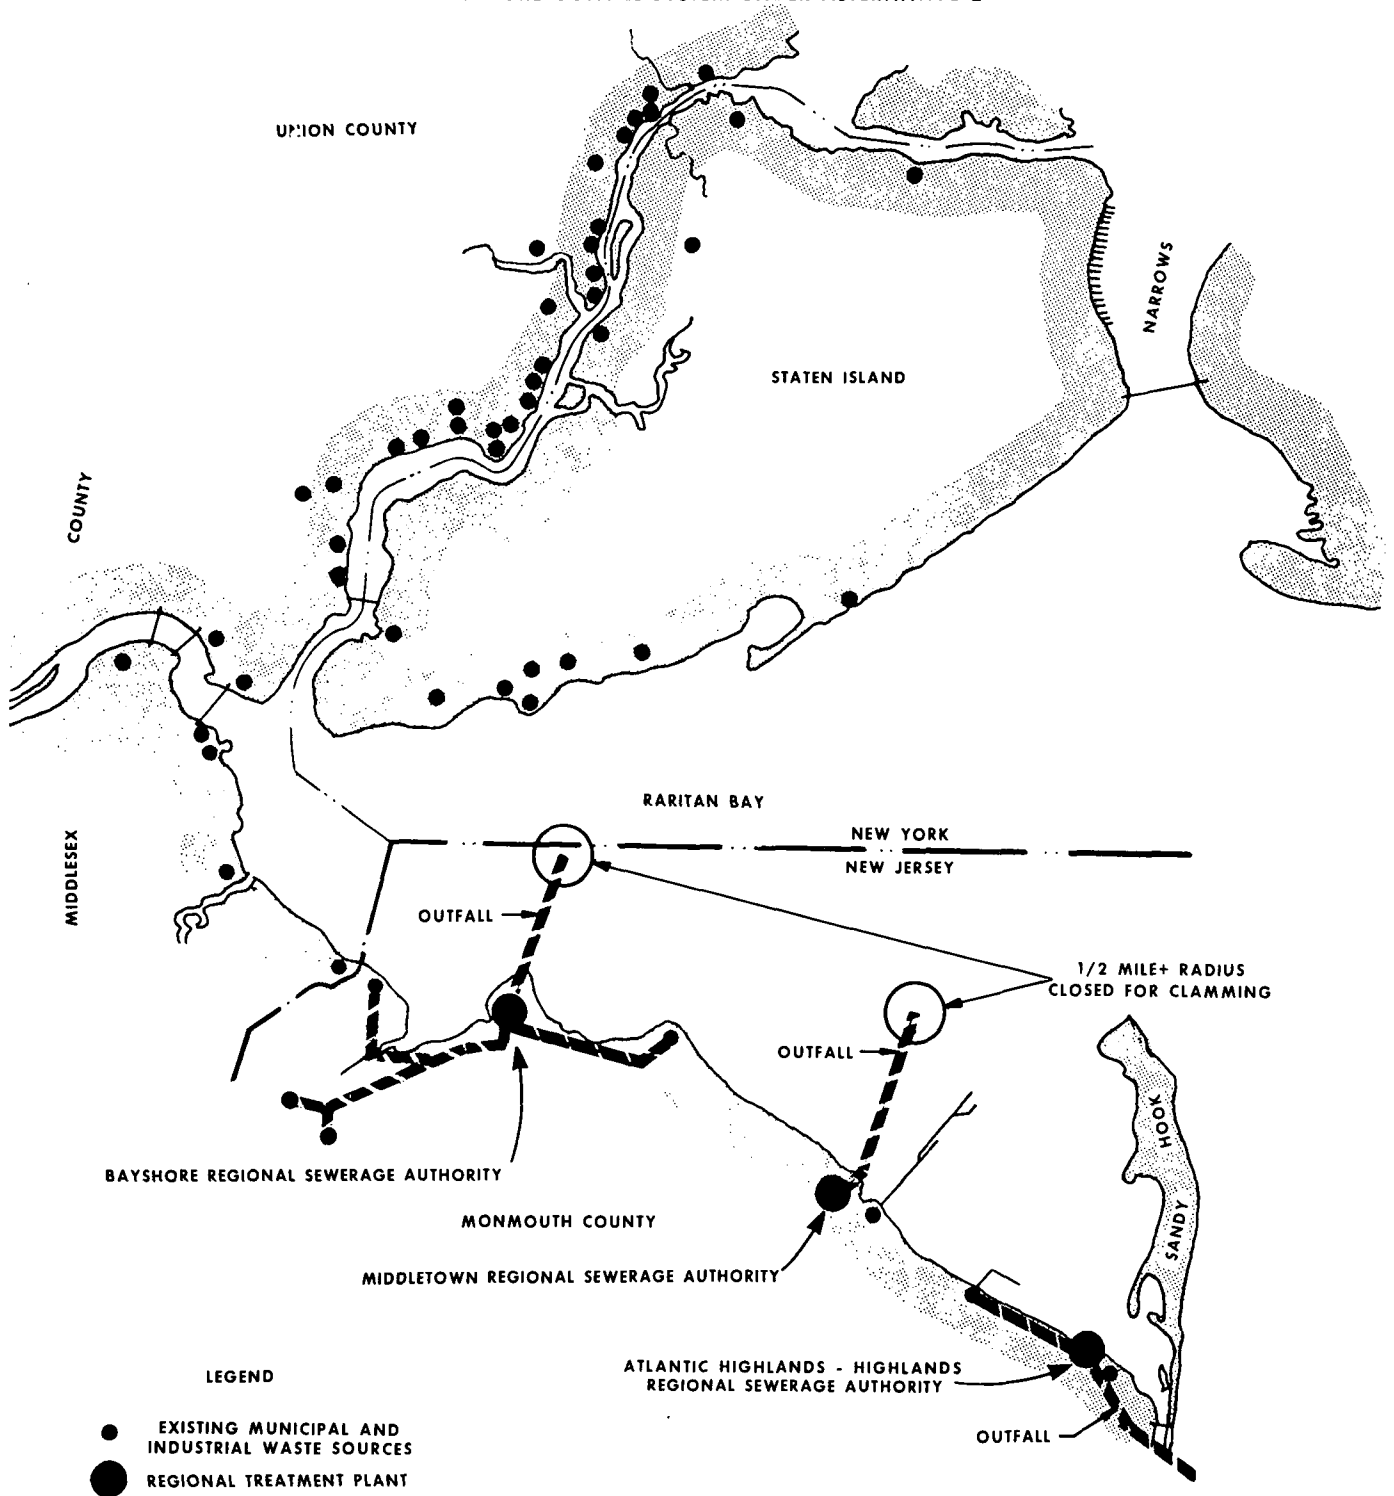 UNION COUNTY
NARROWS
STATEN ISLAND
COUNTY
MIDDLESEX
RARITAN BAY
NEW YORK
NEW JERSEY
OUTFALL
1/2 MILE+ RADIUS
CLOSED FOR CLAMMING
OUTFALL
SANDY HOOK
BAYSHORE REGIONAL SEWERAGE AUTHORITY
MONMOUTH COUNTY
MIDDLETOWN REGIONAL SEWERAGE AUTHORITY
ATLANTIC HIGHLANDS - HIGHLANDS
REGIONAL SEWERAGE AUTHORITY
OUTFALL
LEGEND
EXISTING MUNICIPAL AND
INDUSTRIAL WASTE SOURCES
REGIONAL TREATMENT PLANT